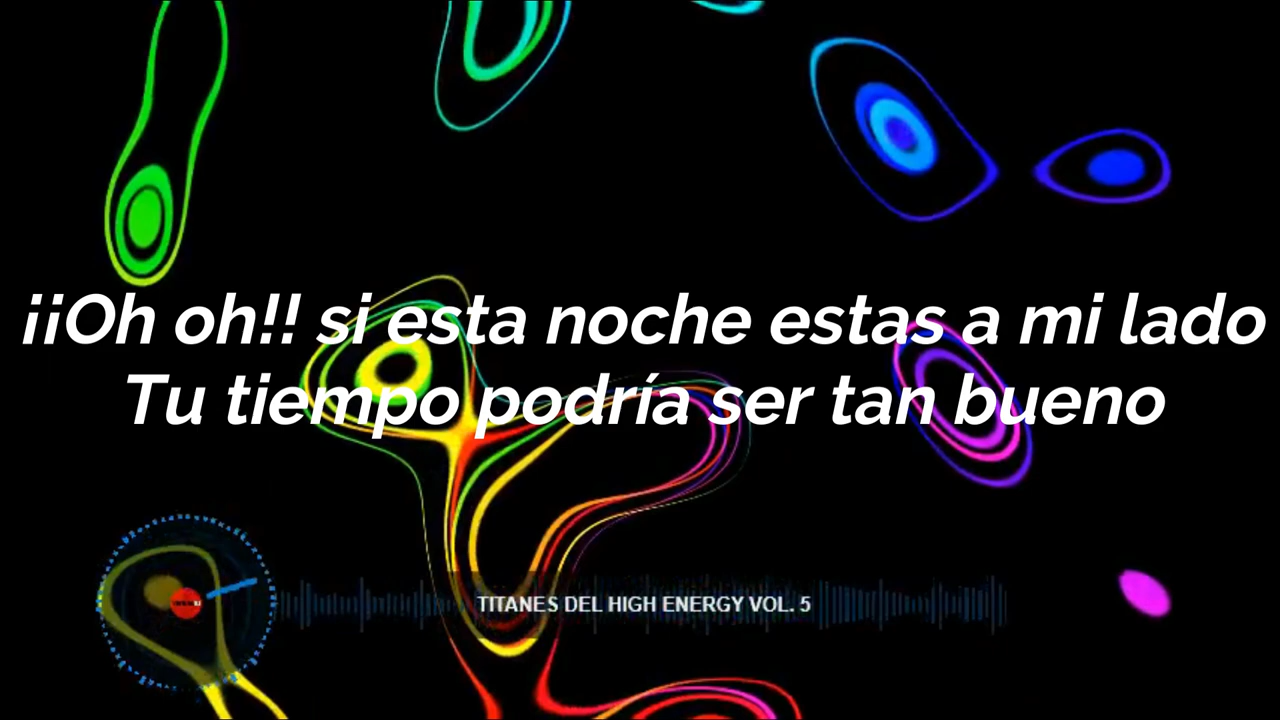 ¡¡Oh oh!! si esta noche estas a mi lado
Tu tiempo podría ser tan bueno
TITANES DEL HIGH ENERGY VOL. 5